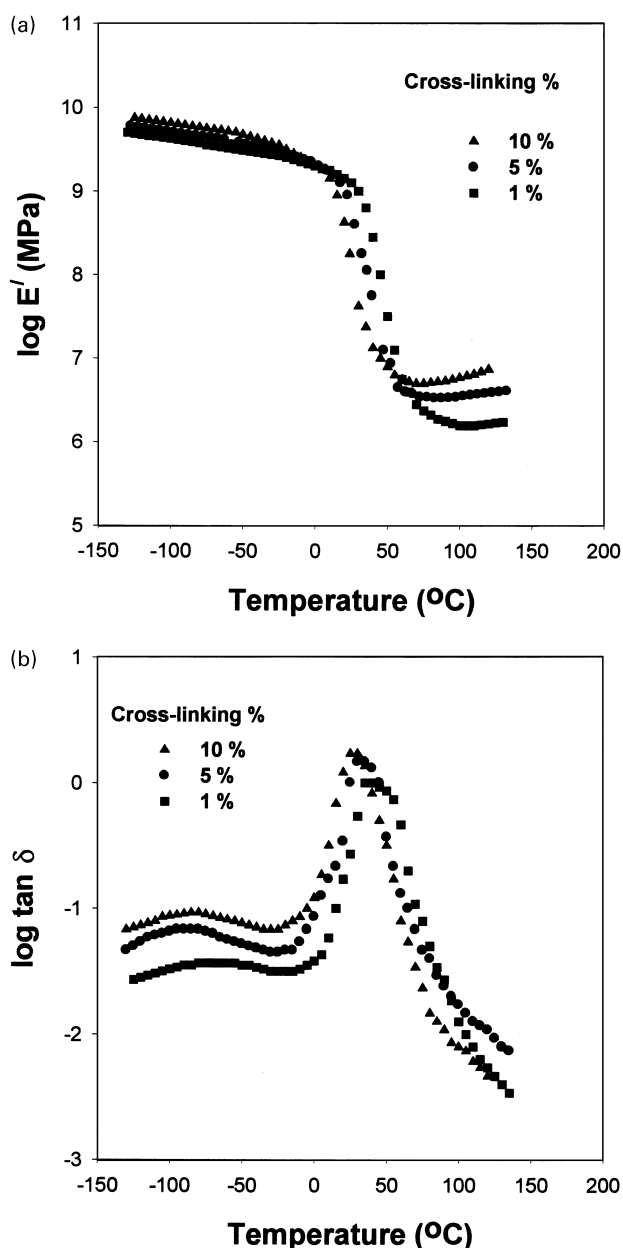 (a)
11
10
9
8
7
6
5
log E/ (MPa)
Cross-linking %
10 %
5 %
1 %
-150 -100 -50 0 50 100 150 200
Temperature (ºC)
(b)
1
0
-1
-2
-3
log tan δ
Cross-linking %
10 %
5 %
1 %
-150 -100 -50 0 50 100 150 200
Temperature (ºC)